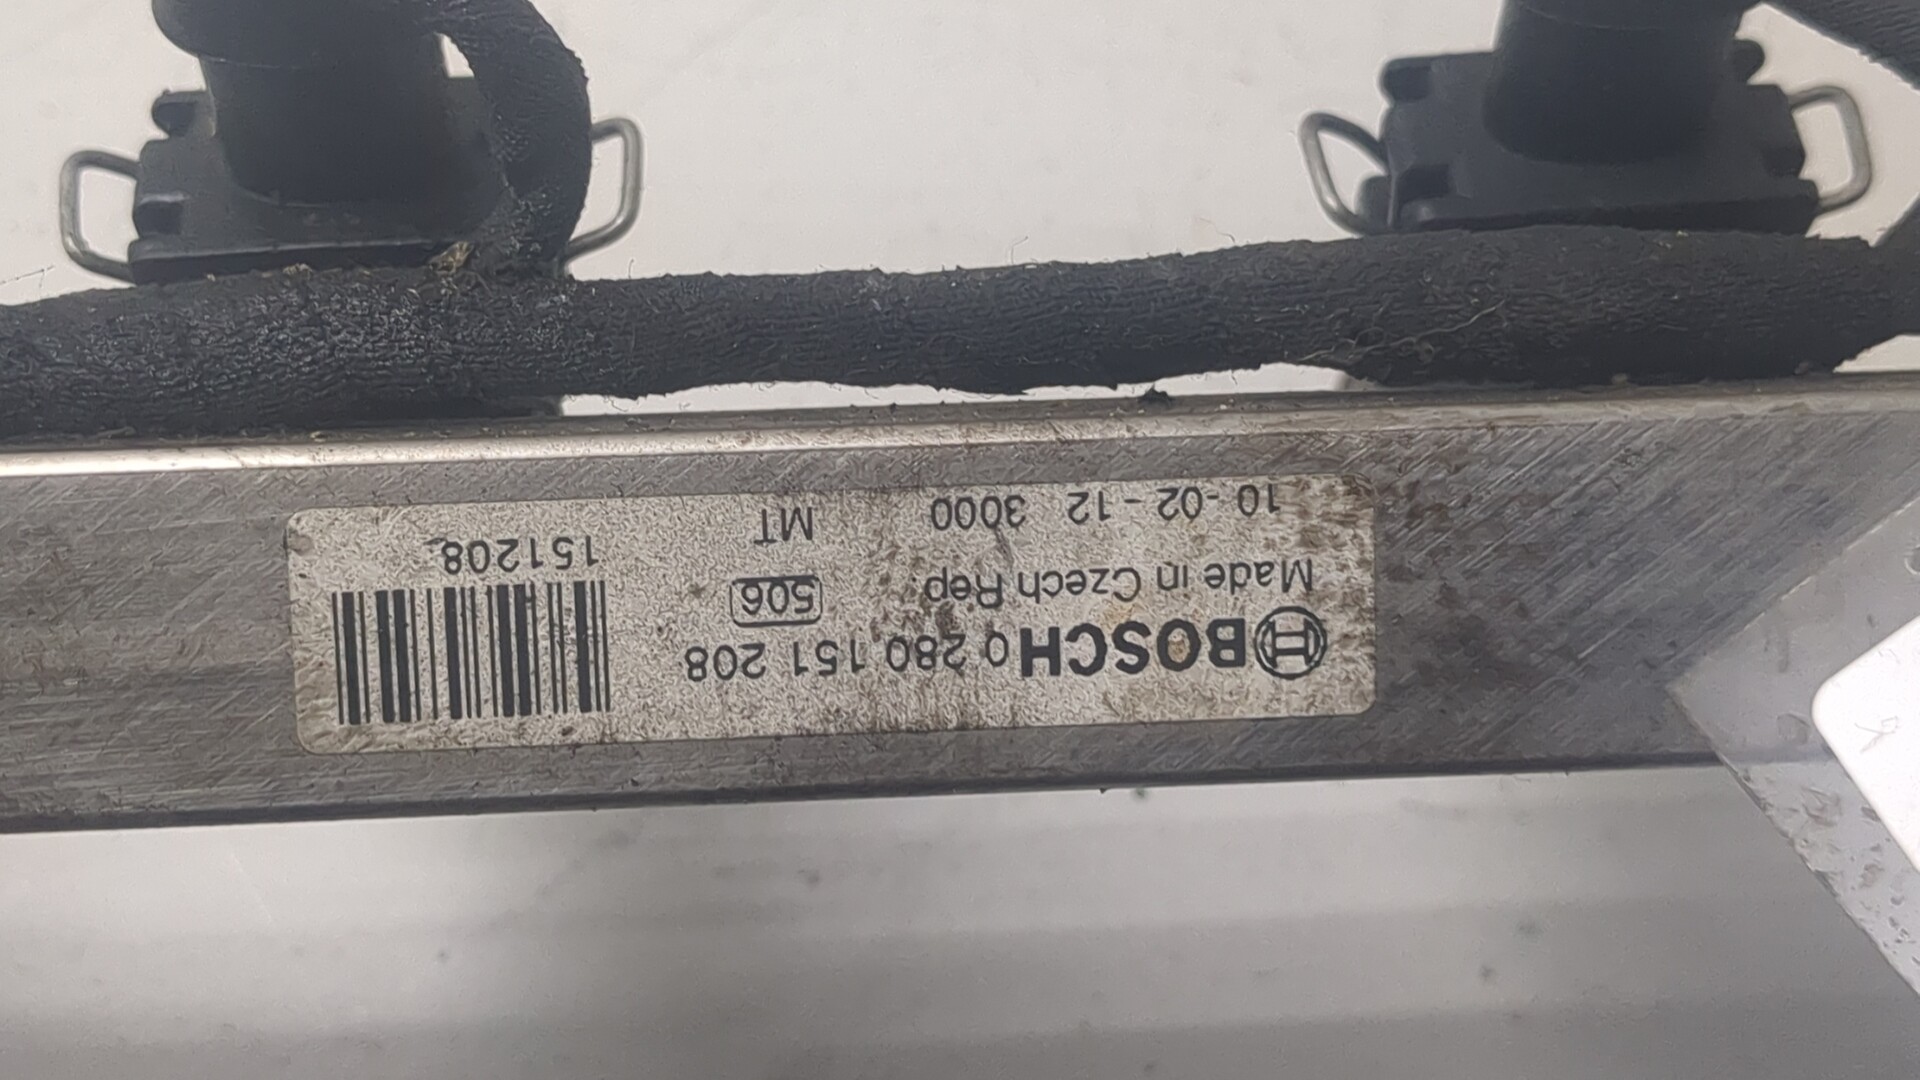 BOSCH 0 280 151 208
Made in Czech Rep. 506
10-02-12 3000 MT
151208